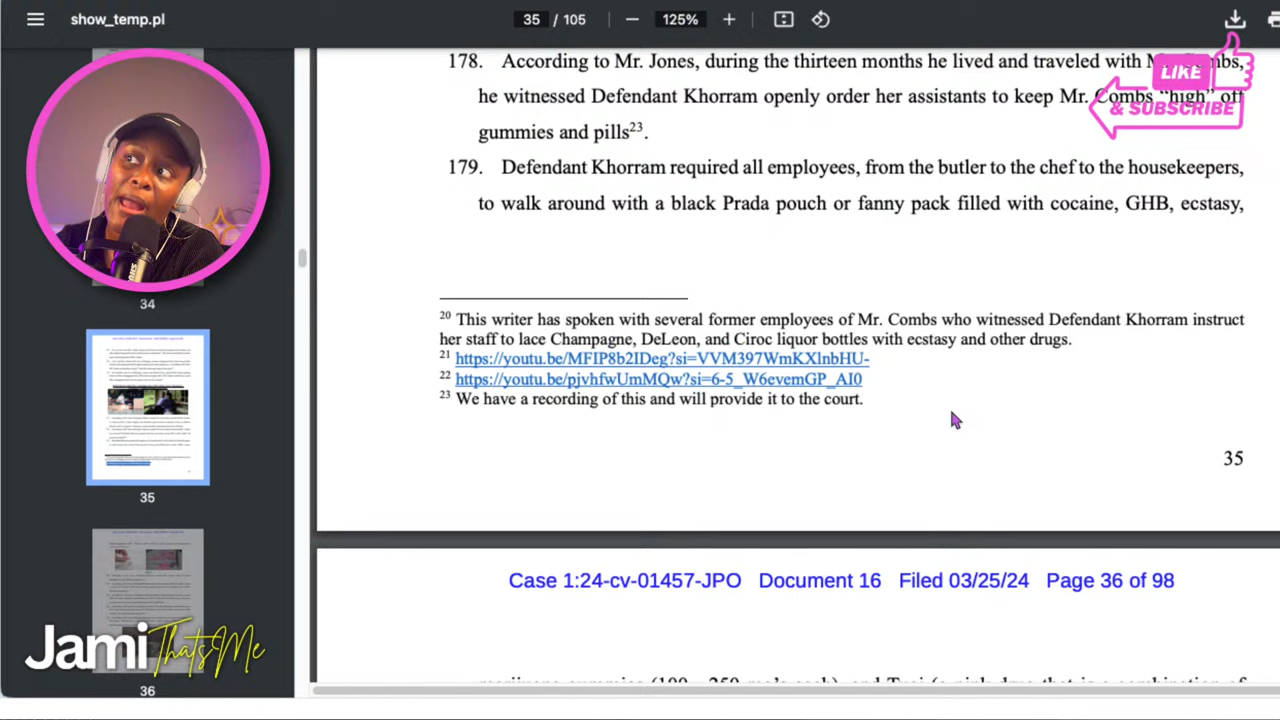 show_temp.pl
35 / 105
125%
178. According to Mr. Jones, during the thirteen months he lived and traveled with Mr. Combs,
he witnessed Defendant Khorram openly order her assistants to keep Mr. Combs “high” off
gummies and pills23.
179. Defendant Khorram required all employees, from the butler to the chef to the housekeepers,
to walk around with a black Prada pouch or fanny pack filled with cocaine, GHB, ecstasy,
20 This writer has spoken with several former employees of Mr. Combs who witnessed Defendant Khorram instruct
her staff to lace Champagne, DeLeon, and Ciroc liquor bottles with ecstasy and other drugs.
21 https://youtu.be/MFIP8b2IDeg?si=VVM397WmKXlnbHU-
22 https://youtu.be/pjvhfwUmMQw?si=6-5_W6evemGP_AI0
23 We have a recording of this and will provide it to the court.
35
Case 1:24-cv-01457-JPO Document 16 Filed 03/25/24 Page 36 of 98
LIKE
& SUBSCRIBE
34
35
36
Jami ThatsMe